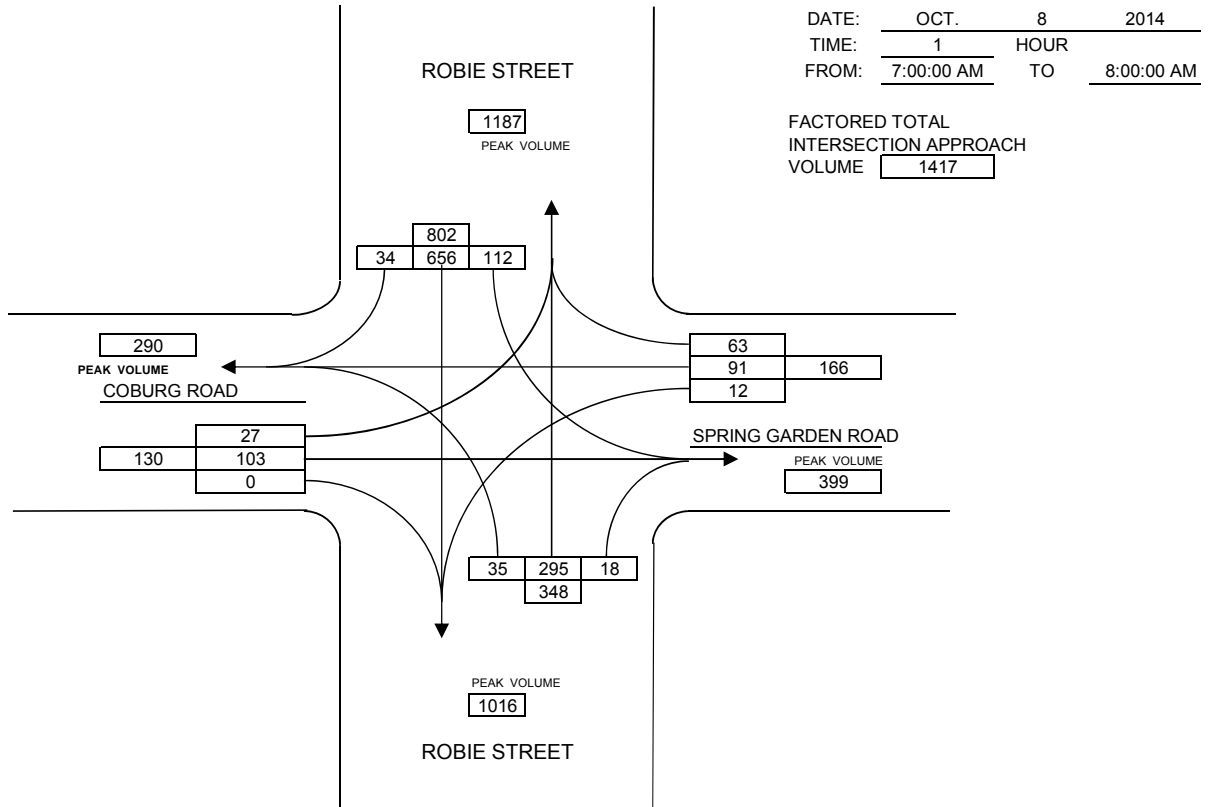 DATE: OCT. 8 2014
TIME: 1 HOUR
FROM: 7:00:00 AM TO 8:00:00 AM
ROBIE STREET
1187
PEAK VOLUME
FACTORED TOTAL
INTERSECTION APPROACH
VOLUME 1417
802
34 656 112
290
PEAK VOLUME
COBURG ROAD
63
91 166
12
27
130 103
0
SPRING GARDEN ROAD
PEAK VOLUME
399
35 295 18
348
PEAK VOLUME
1016
ROBIE STREET